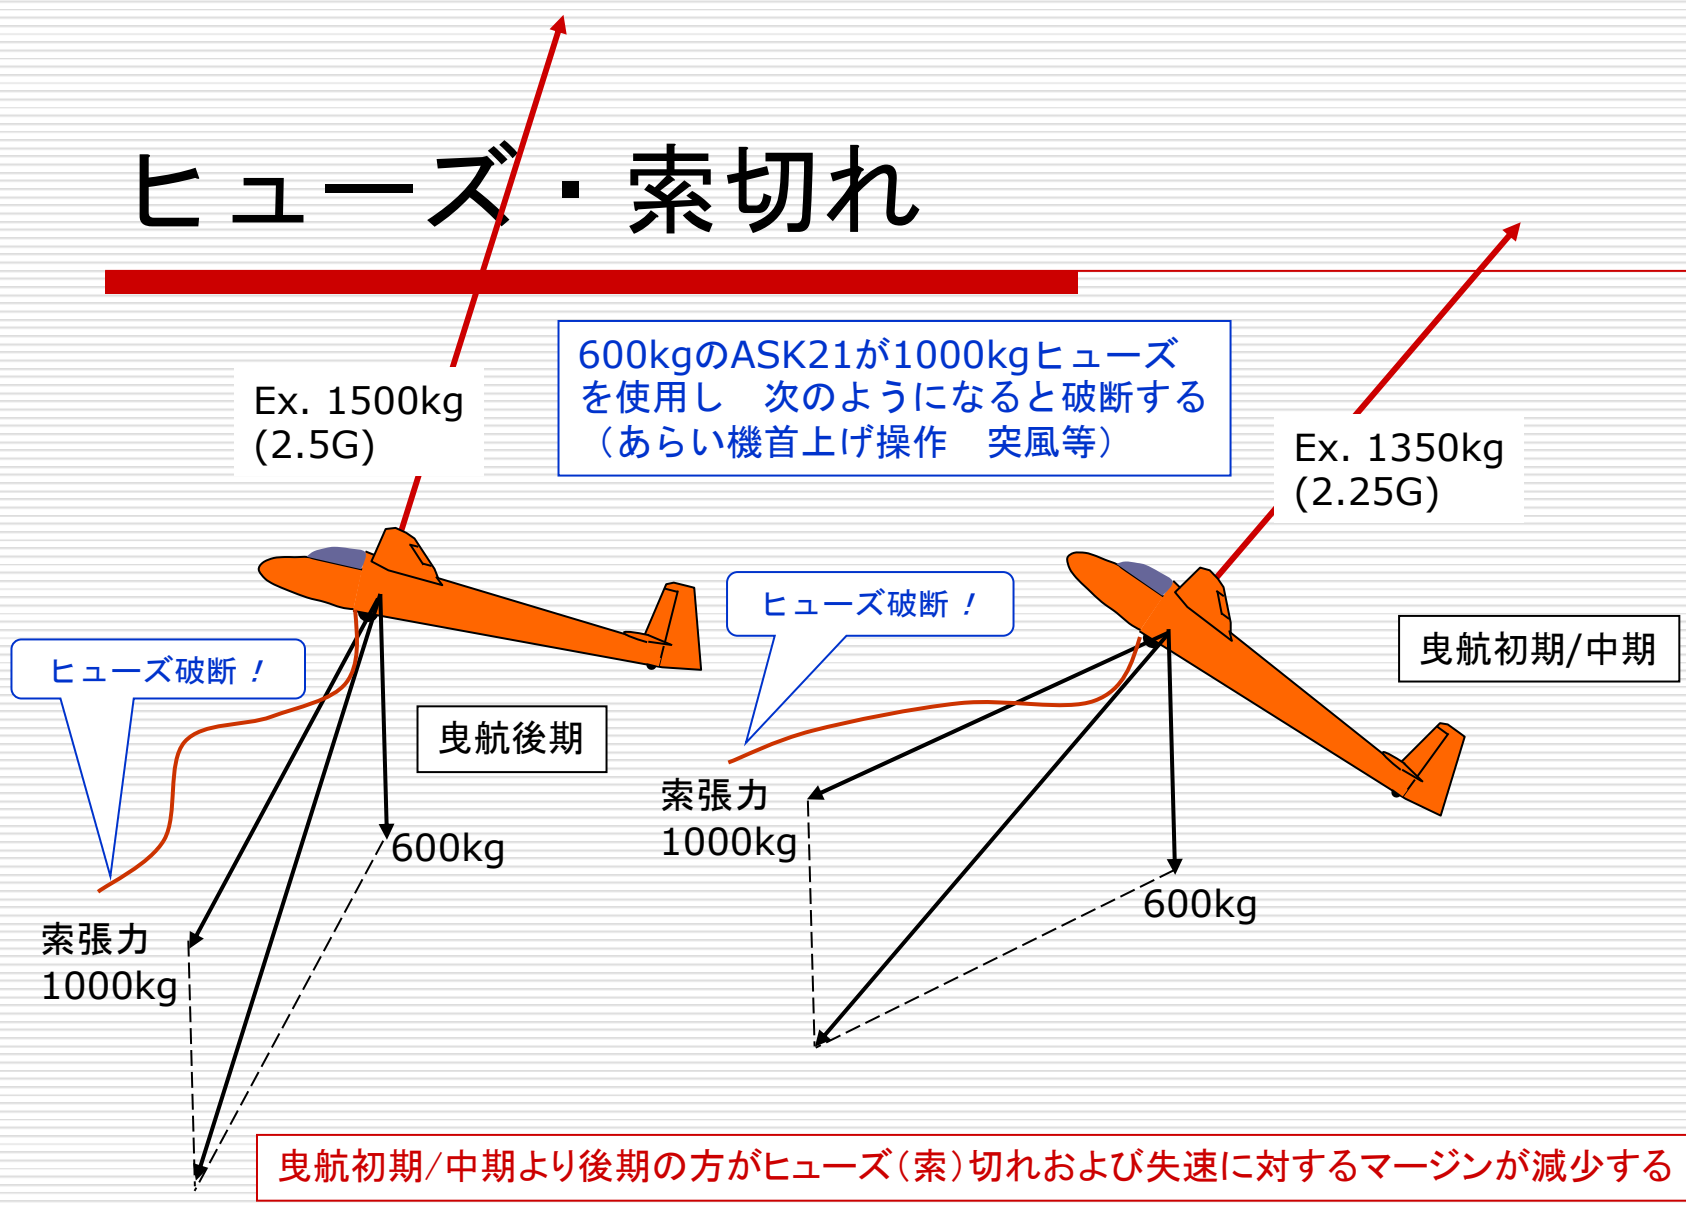 ヒューズ・索切れ
600kgのASK21が1000kgヒューズ
を使用し　次のようになると破断する
（あらい機首上げ操作　突風等）
Ex. 1500kg
(2.5G)
Ex. 1350kg
(2.25G)
ヒューズ破断！
ヒューズ破断！
曳航初期/中期
曳航後期
索張力
1000kg
600kg
600kg
索張力
1000kg
曳航初期/中期より後期の方がヒューズ（索）切れおよび失速に対するマージンが減少する